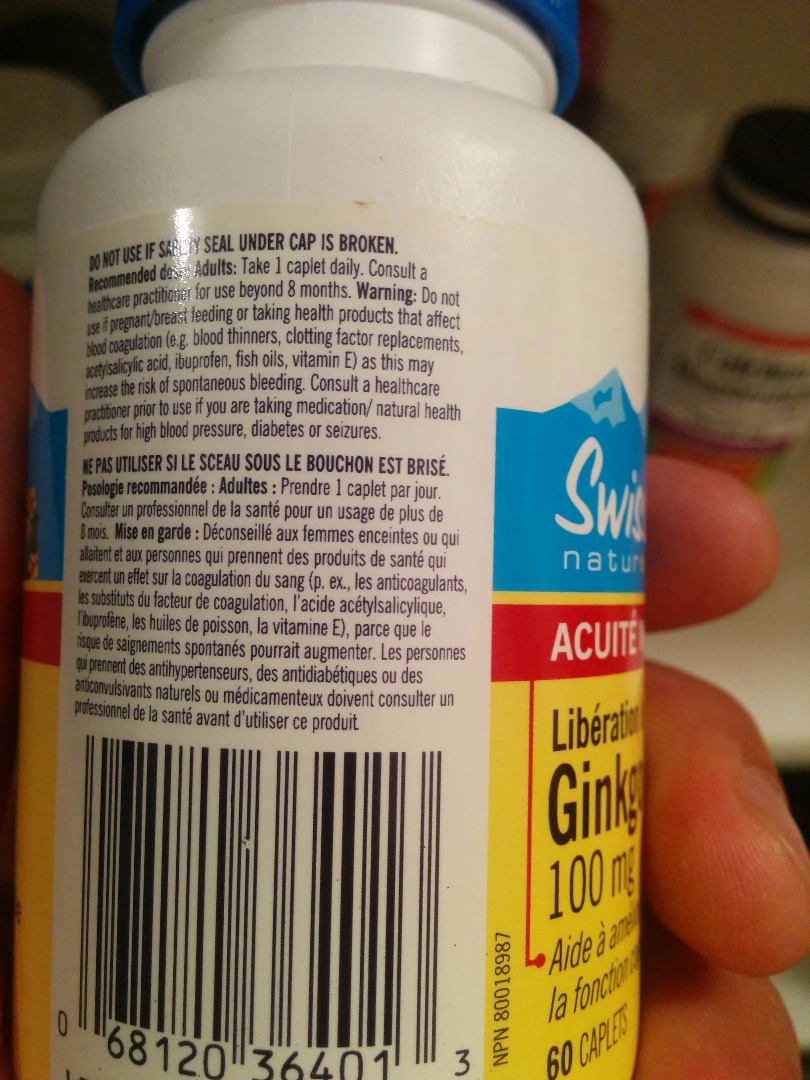 DO NOT USE IF SAFETY SEAL UNDER CAP IS BROKEN.
Recommended dose: Adults: Take 1 caplet daily. Consult a
healthcare practitioner for use beyond 8 months. Warning: Do not
use if pregnant/breast feeding or taking health products that affect
blood coagulation (e.g. blood thinners, clotting factor replacements,
acetylsalicylic acid, ibuprofen, fish oils, vitamin E) as this may
increase the risk of spontaneous bleeding. Consult a healthcare
practitioner prior to use if you are taking medication/ natural health
products for high blood pressure, diabetes or seizures.
NE PAS UTILISER SI LE SCEAU SOUS LE BOUCHON EST BRISÉ.
Posologie recommandée : Adultes : Prendre 1 caplet par jour.
Consulter un professionnel de la santé pour un usage de plus de
8 mois. Mise en garde : Déconseillé aux femmes enceintes ou qui
allaitent et aux personnes qui prennent des produits de santé qui
exercent un effet sur la coagulation du sang (p. ex., les anticoagulants,
les substituts du facteur de coagulation, l'acide acétylsalicylique,
l'ibuprofène, les huiles de poisson, la vitamine E), parce que le
risque de saignements spontanés pourrait augmenter. Les personnes
qui prennent des antihypertenseurs, des antidiabétiques ou des
anticonvulsivants naturels ou médicamenteux doivent consulter un
professionnel de la santé avant d'utiliser ce produit.
0 68120 36401 3
NPN 80018987
Swiss
natur
ACUITÉ
Libération
Ginkg
100 mg
Aide à
la fonction
60 CAPLETS